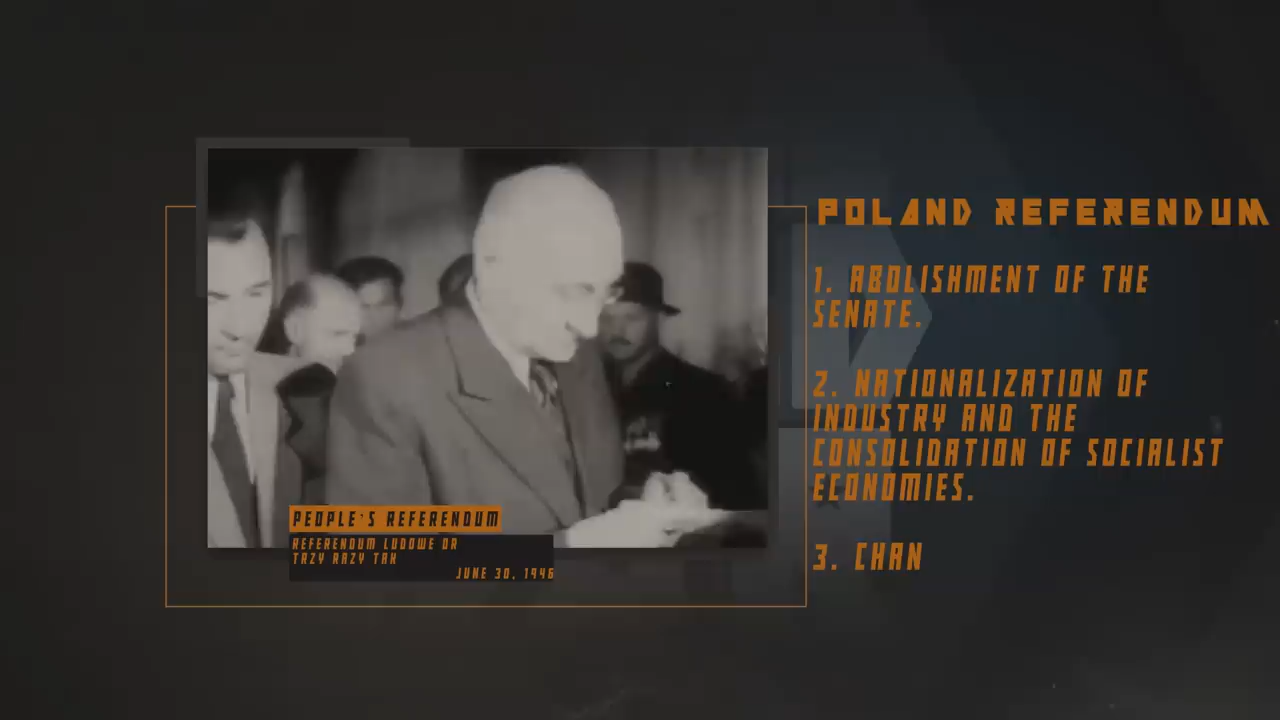 POLAND REFERENDUM
1. ABOLISHMENT OF THE
SENATE.
2. NATIONALIZATION OF
INDUSTRY AND THE
CONSOLIDATION OF SOCIALIST
ECONOMIES.
3. CHAN
PEOPLE'S REFERENDUM
REFERENDUM LUDOWE OR
TRZY RAZY TAK
JUNE 30, 1946